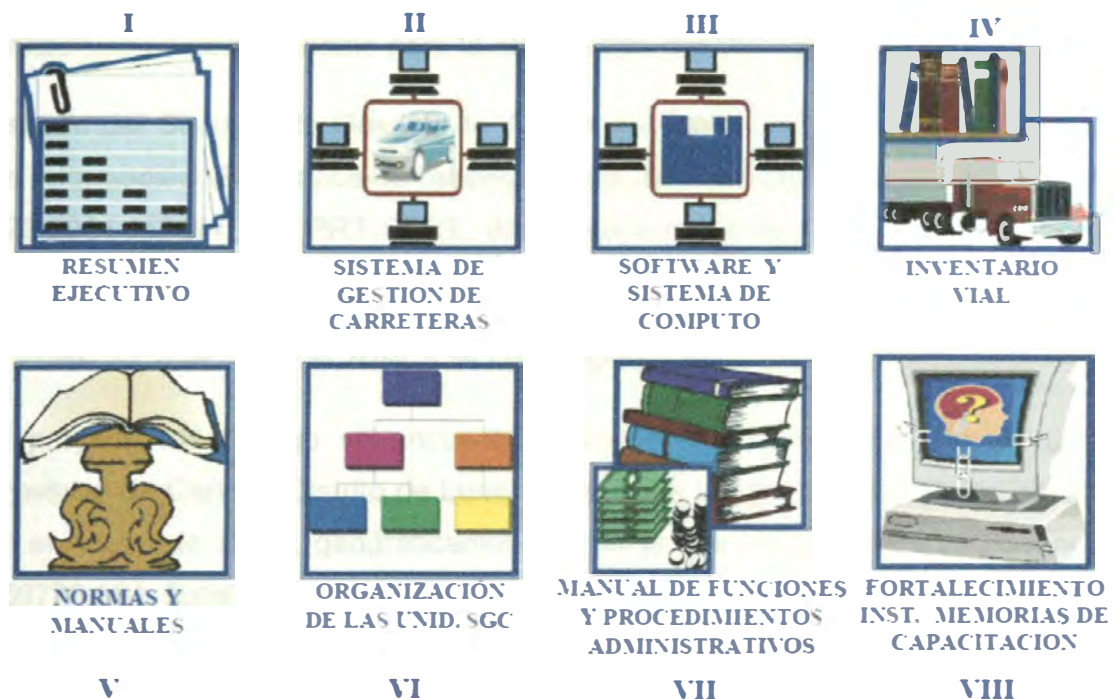 I
II
III
IV
RESUMEN
EJECUTIVO
SISTEMA DE
GESTION DE
CARRETERAS
SOFTWARE Y
SISTEMA DE
COMPUTO
INVENTARIO
VIAL
NORMAS Y
MANUALES
ORGANIZACIÓN
DE LAS UNID. SGC
MANUAL DE FUNCIONES
Y PROCEDIMIENTOS
ADMINISTRATIVOS
FORTALECIMIENTO
INST. MEMORIAS DE
CAPACITACION
V
VI
VII
VIII